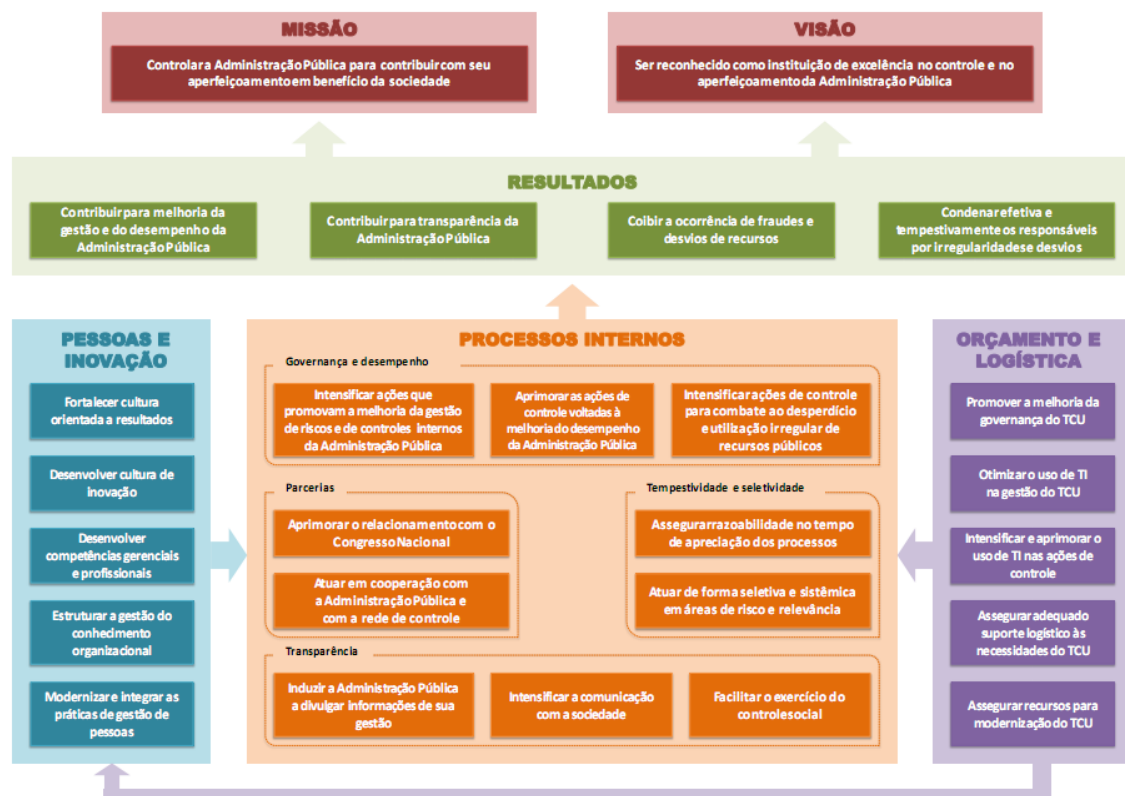 MISSÃO
Controlar a Administração Pública para contribuir com seu
aperfeiçoamento em benefício da sociedade
VISÃO
Ser reconhecido como instituição de excelência no controle e no
aperfeiçoamento da Administração Pública
RESULTADOS
Contribuir para melhoria da
gestão e do desempenho da
Administração Pública
Contribuir para transparência da
Administração Pública
Coibir a ocorrência de fraudes e
desvios de recursos
Condenar efetiva e
tempestivamente os responsáveis
por irregularidades e desvios
PESSOAS E
INOVAÇÃO
Fortalecer cultura
orientada a resultados
Desenvolver cultura de
inovação
Desenvolver
competências gerenciais
e profissionais
Estruturar a gestão do
conhecimento
organizacional
Modernizar e integrar as
práticas de gestão de
pessoas
PROCESSOS INTERNOS
Governança e desempenho
Intensificar ações que
promovam a melhoria da gestão
de riscos e de controles internos
da Administração Pública
Aprimorar as ações de
controle voltadas à
melhoria do desempenho
da Administração Pública
Intensificar ações de controle
para combate ao desperdício
e utilização irregular de
recursos públicos
Parcerias
Aprimorar o relacionamento com o
Congresso Nacional
Atuar em cooperação com
a Administração Pública e
com a rede de controle
Tempestividade e seletividade
Assegurar razoabilidade no tempo
de apreciação dos processos
Atuar de forma seletiva e sistêmica
em áreas de risco e relevância
Transparência
Induzir a Administração Pública
a divulgar informações de sua
gestão
Intensificar a comunicação
com a sociedade
Facilitar o exercício do
controle social
ORÇAMENTO E
LOGÍSTICA
Promover a melhoria da
governança do TCU
Otimizar o uso de TI
na gestão do TCU
Intensificar e aprimorar o
uso de TI nas ações de
controle
Assegurar adequado
suporte logístico às
necessidades do TCU
Assegurar recursos para
modernização do TCU